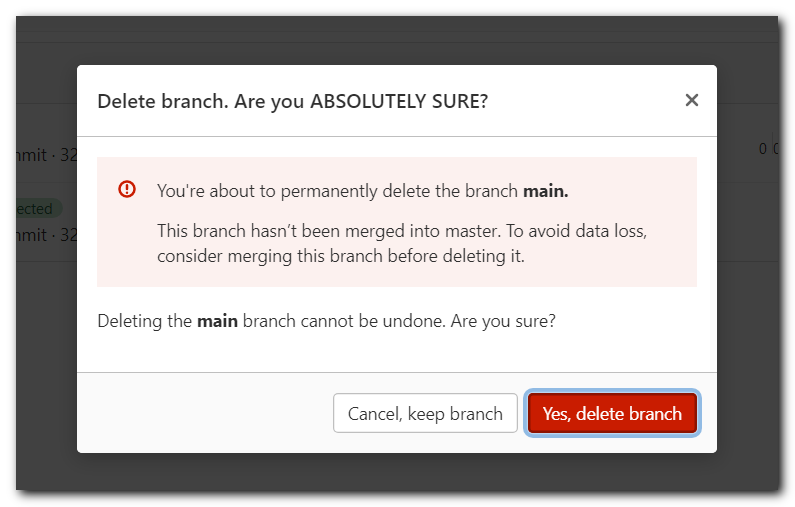 Delete branch. Are you ABSOLUTELY SURE?
You're about to permanently delete the branch main.
This branch hasn’t been merged into master. To avoid data loss,
consider merging this branch before deleting it.
Deleting the main branch cannot be undone. Are you sure?
Cancel, keep branch
Yes, delete branch
mmit · 32
0 0
ected
mmit · 32